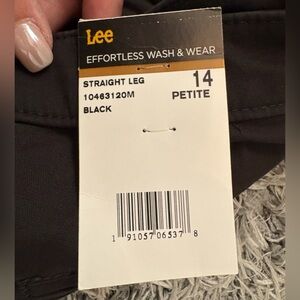 Lee
EFFORTLESS WASH & WEAR
STRAIGHT LEG 14
10463120M PETITE
BLACK
1 91057 06537 8